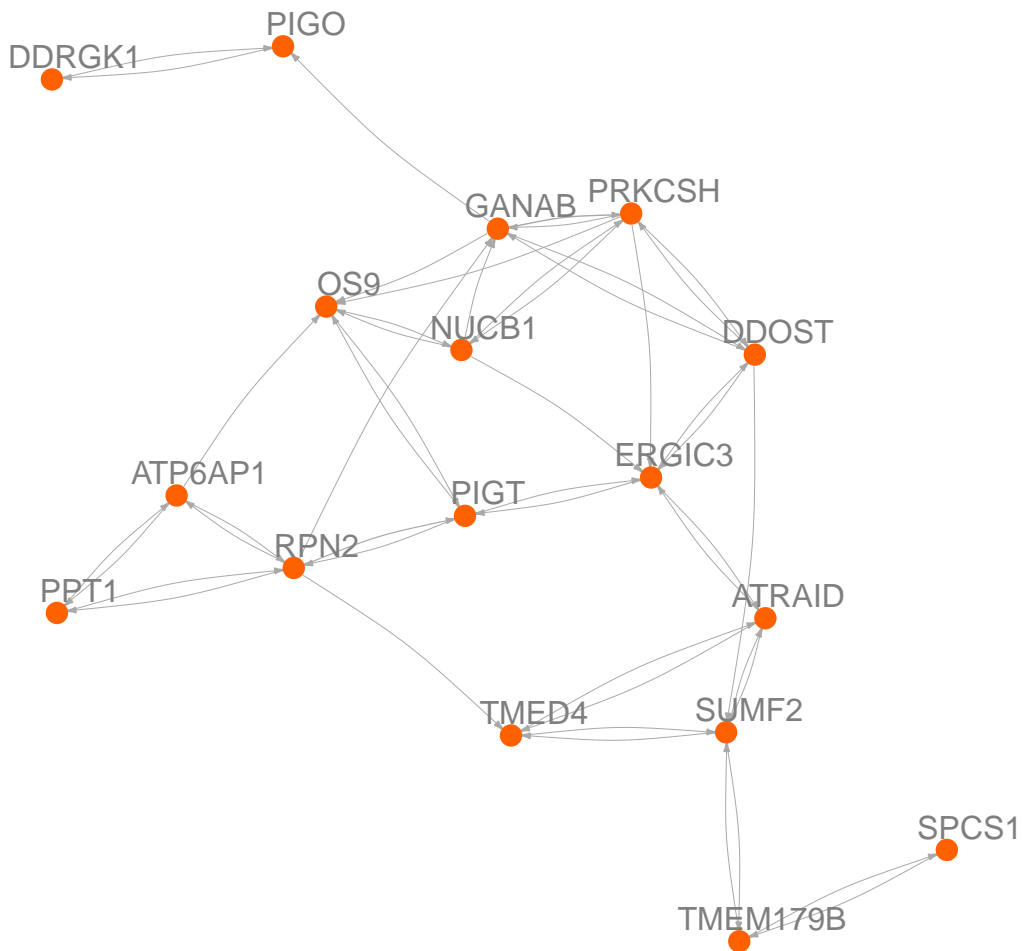 PIGO
DDRGK1
PRKCSH
GANAB
OS9
NUCB1
DDOST
ERGIC3
ATP6AP1
PIGT
RPN2
PPT1
ATRAID
TMED4
SUMF2
SPCS1
TMEM179B